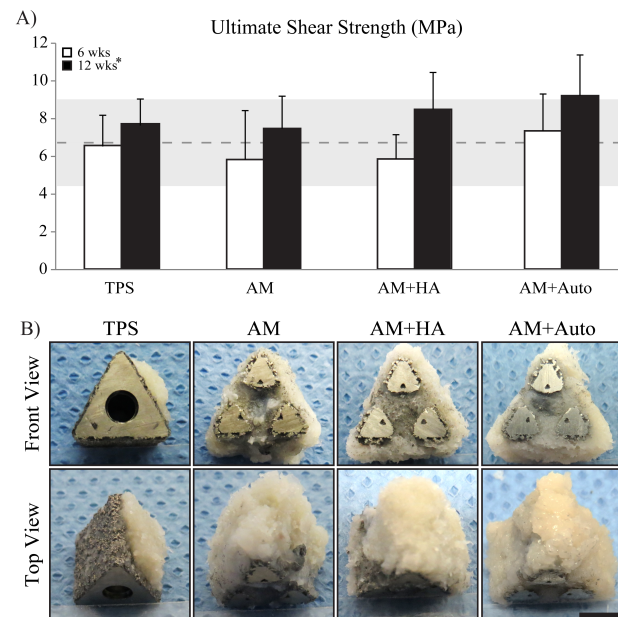 A)
Ultimate Shear Strength (MPa)
12
10
8
6
4
2
0
6 wks
12 wks*
TPS AM AM+HA AM+Auto
B)
TPS AM AM+HA AM+Auto
Front View
Top View